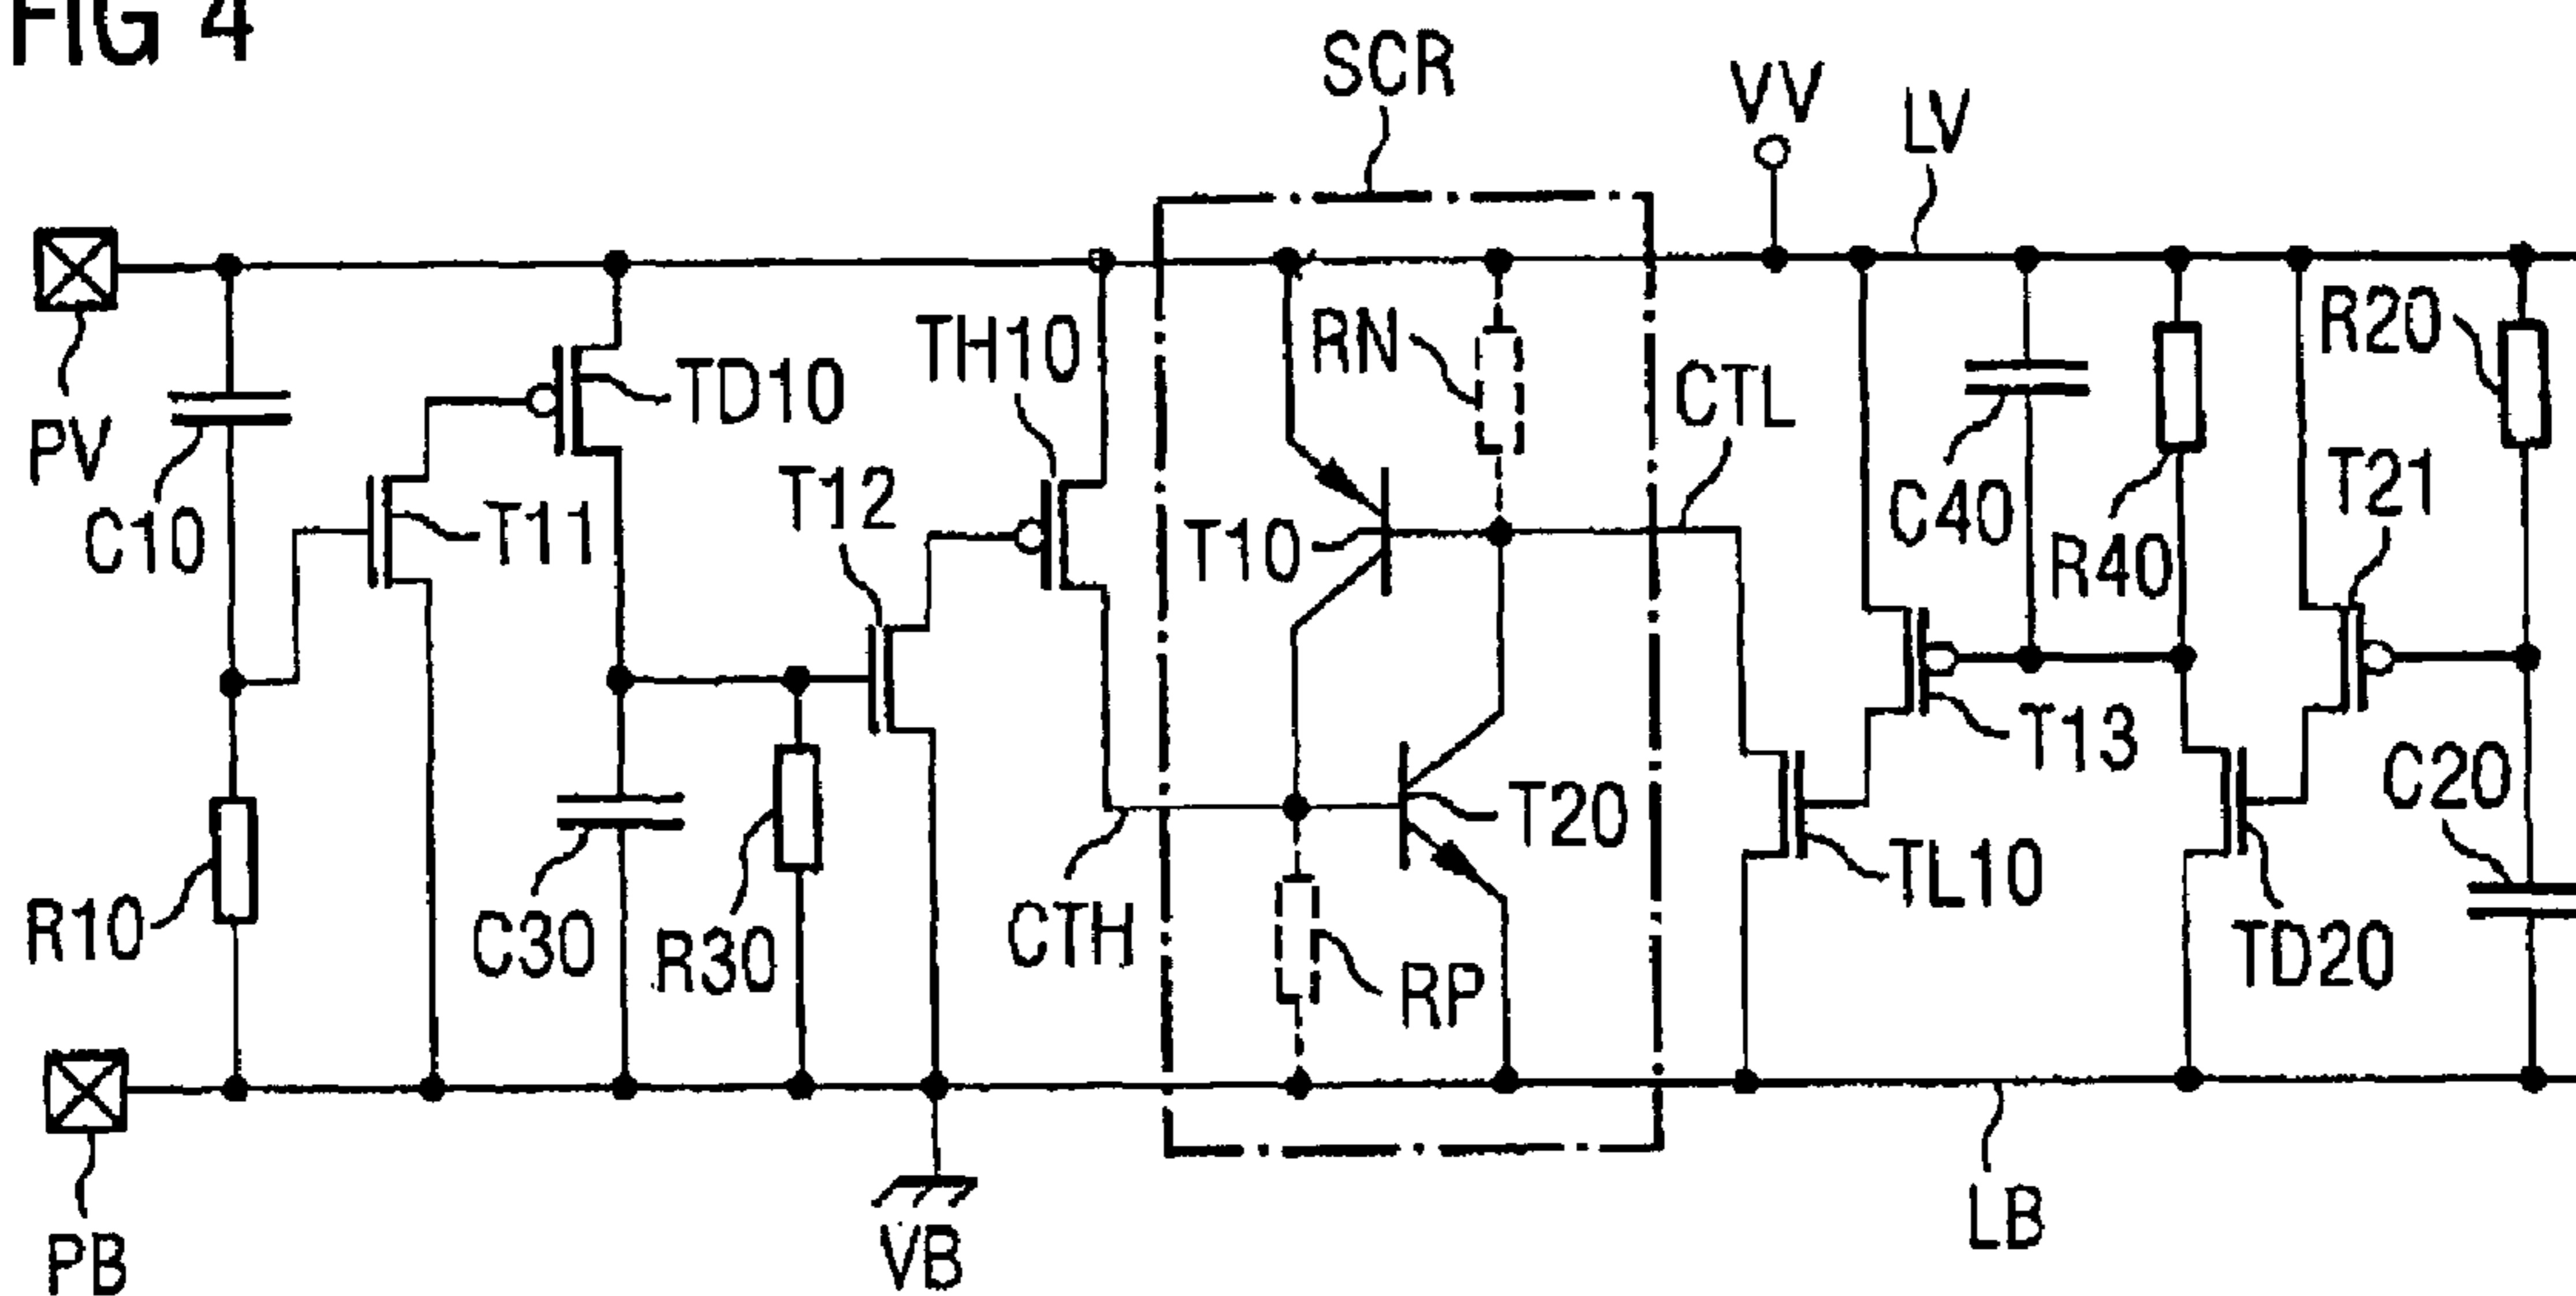 FIG 4
SCR
VV
LV
PV
C10
TD10
TH10
RN
CTL
R20
T11
T12
T10
C40
R40
T21
T13
C20
R10
C30
R30
CTH
RP
T20
TL10
TD20
PB
VB
LB